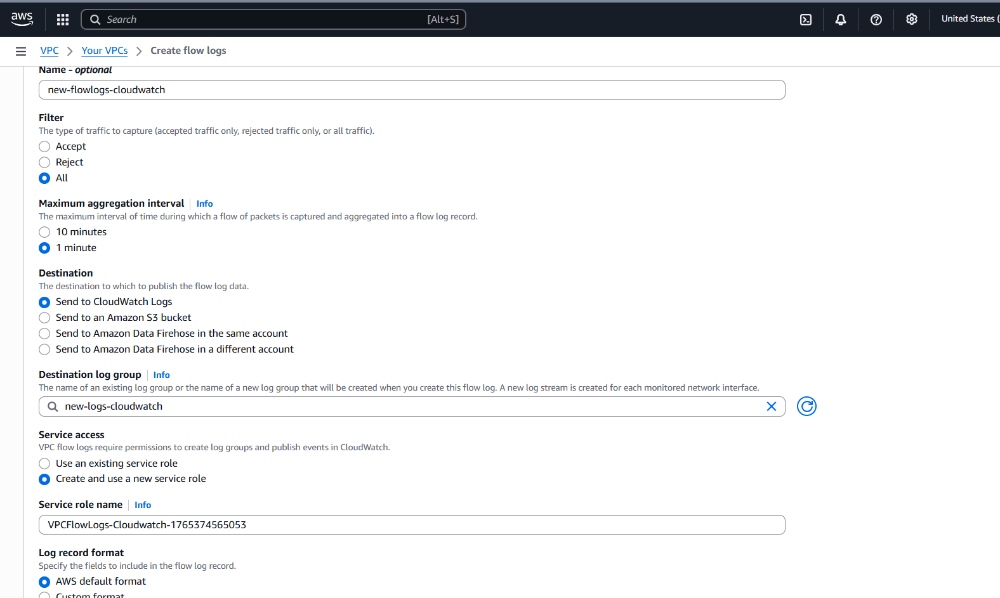 aws
Search [Alt+S]
United States (
VPC > Your VPCs > Create flow logs
Name - optional
new-flowlogs-cloudwatch
Filter
The type of traffic to capture (accepted traffic only, rejected traffic only, or all traffic).
Accept
Reject
All
Maximum aggregation interval | Info
The maximum interval of time during which a flow of packets is captured and aggregated into a flow log record.
10 minutes
1 minute
Destination
The destination to which to publish the flow log data.
Send to CloudWatch Logs
Send to an Amazon S3 bucket
Send to Amazon Data Firehose in the same account
Send to Amazon Data Firehose in a different account
Destination log group | Info
The name of an existing log group or the name of a new log group that will be created when you create this flow log. A new log stream is created for each monitored network interface.
new-logs-cloudwatch
Service access
VPC flow logs require permissions to create log groups and publish events in CloudWatch.
Use an existing service role
Create and use a new service role
Service role name | Info
VPCFlowLogs-Cloudwatch-1765374565053
Log record format
Specify the fields to include in the flow log record.
AWS default format
Custom format